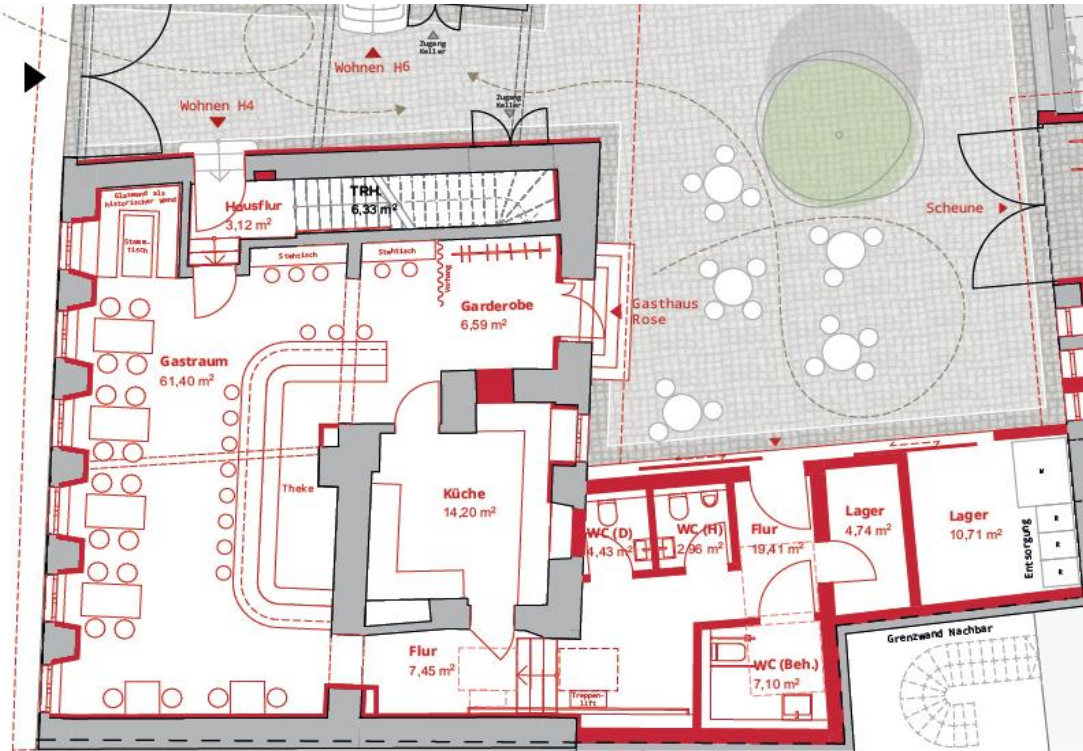 Zugang
Keller
Wohnen H6
Wohnen H4
Zugang
Keller
Glaswand als
historischer Wand
Stamm-
tisch
Hausflur
3,12 m²
TRH.
6,33 m²
Stehtisch
Stehtisch
Vorhang
Garderobe
6,59 m²
Gasthaus
Rose
Scheune
Gastraum
61,40 m²
Theke
Küche
14,20 m²
WC (D)
4,43 m²
WC (H)
2,96 m²
Flur
19,41 m²
Lager
4,74 m²
Lager
10,71 m²
Entsorgung
W
R
R
R
Grenzwand Nachbar
Flur
7,45 m²
Treppen-
lift
WC (Beh.)
7,10 m²